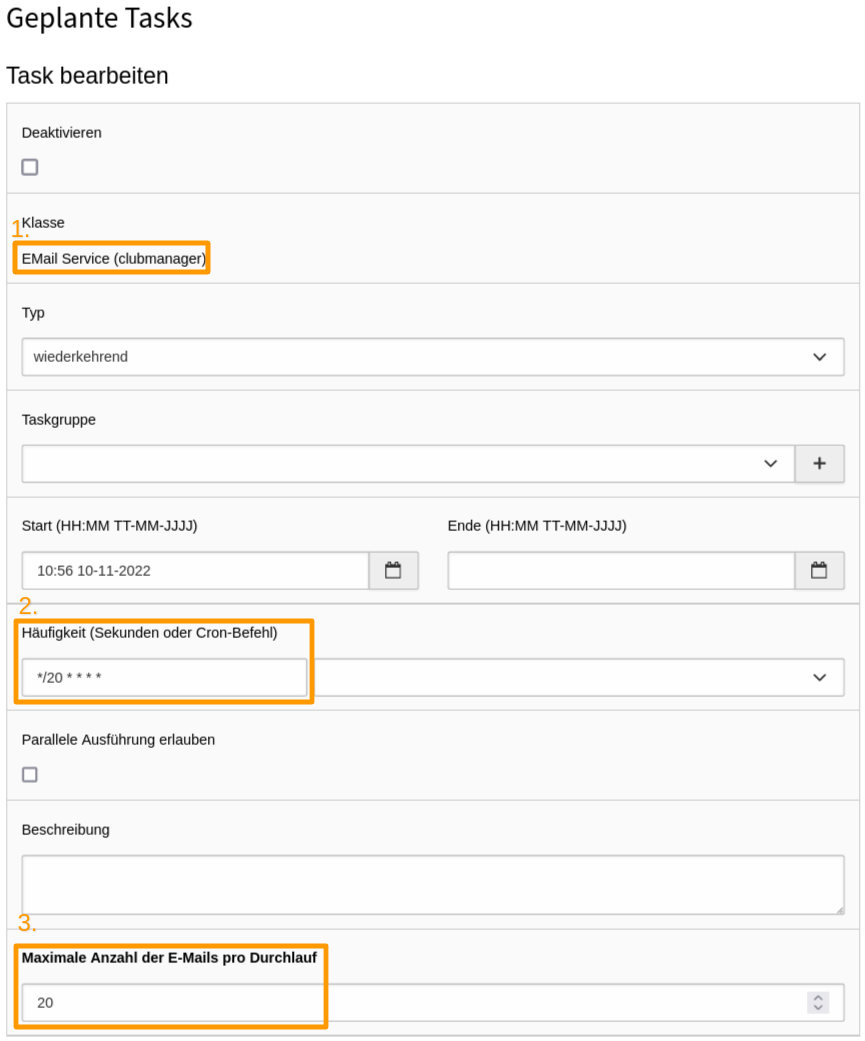 Geplante Tasks
Task bearbeiten
Deaktivieren
1.
Klasse
EMail Service (clubmanager)
Typ
wiederkehrend
Taskgruppe
+
Start (HH:MM TT-MM-JJJJ) Ende (HH:MM TT-MM-JJJJ)
10:56 10-11-2022
2.
Häufigkeit (Sekunden oder Cron-Befehl)
*/20 * * * *
Parallele Ausführung erlauben
Beschreibung
3.
Maximale Anzahl der E-Mails pro Durchlauf
20